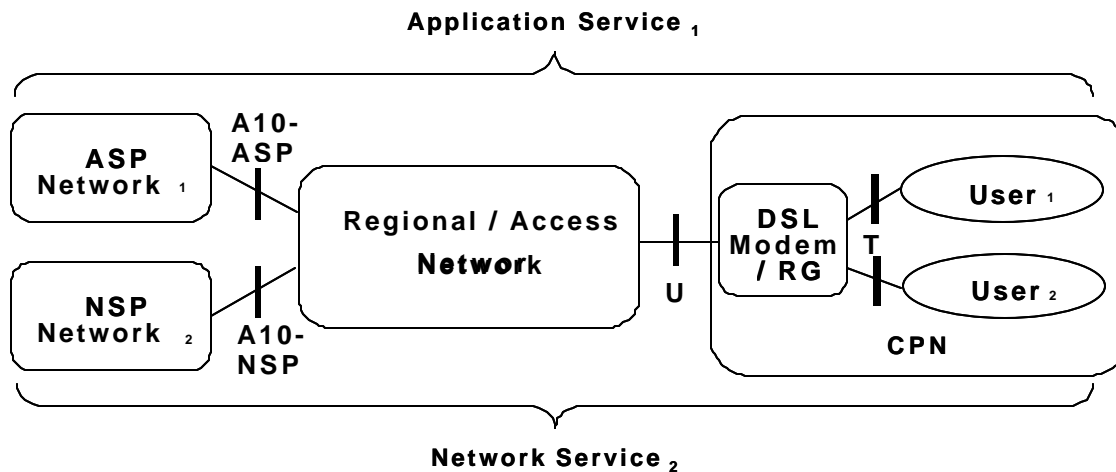 Application Service 1
ASP
Network 1
A10-
ASP
Regional / Access
Network
NSP
Network 2
A10-
NSP
U
DSL
Modem
/ RG
T
User 1
User 2
CPN
Network Service 2